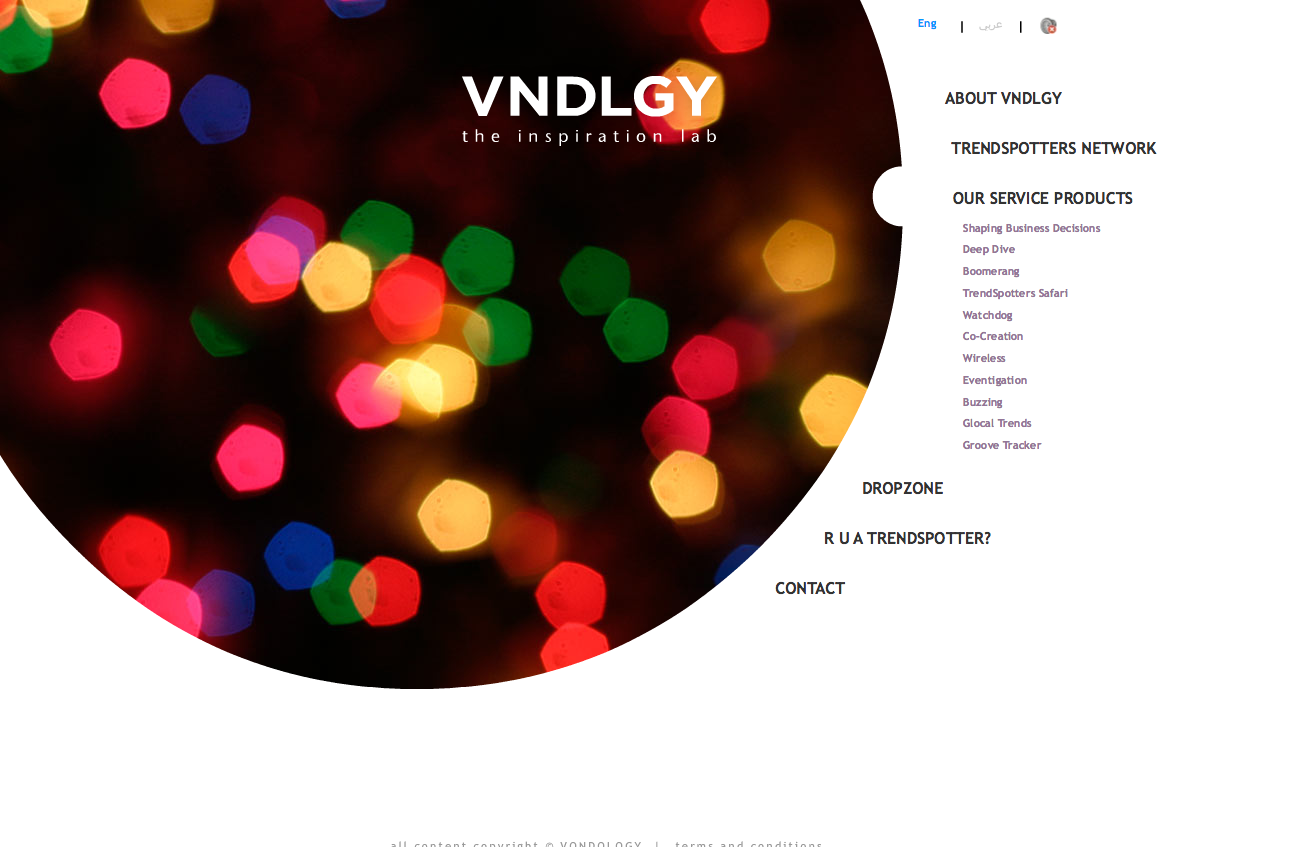 Eng | عربي |
VNDLGY
the inspiration lab
ABOUT VNDLGY
TRENDSPOTTERS NETWORK
OUR SERVICE PRODUCTS
Shaping Business Decisions
Deep Dive
Boomerang
TrendSpotters Safari
Watchdog
Co-Creation
Wireless
Eventigation
Buzzing
Glocal Trends
Groove Tracker
DROPZONE
R U A TRENDSPOTTER?
CONTACT
all content copyright © VONDOLOGY | terms and conditions